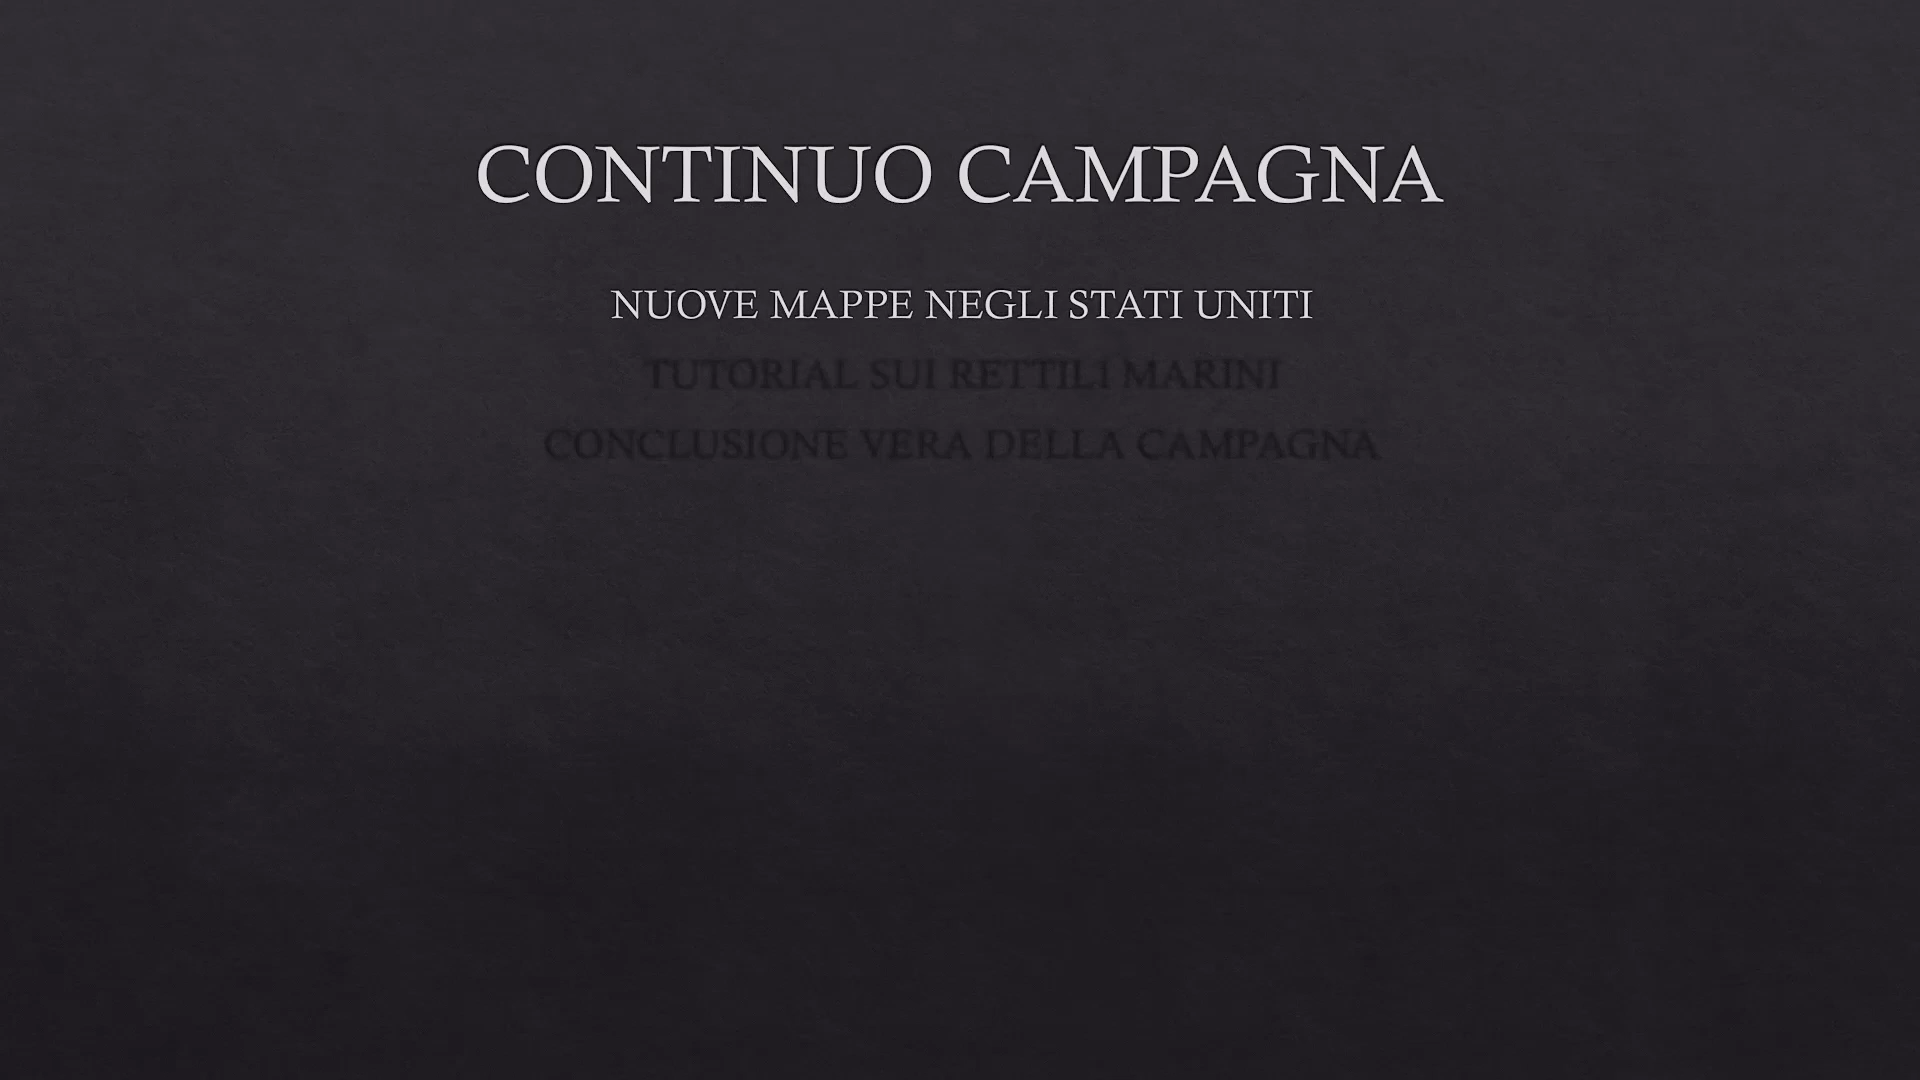 CONTINUO CAMPAGNA
NUOVE MAPPE NEGLI STATI UNITI
TUTORIAL SUI RETTILI MARINI
CONCLUSIONE VERA DELLA CAMPAGNA